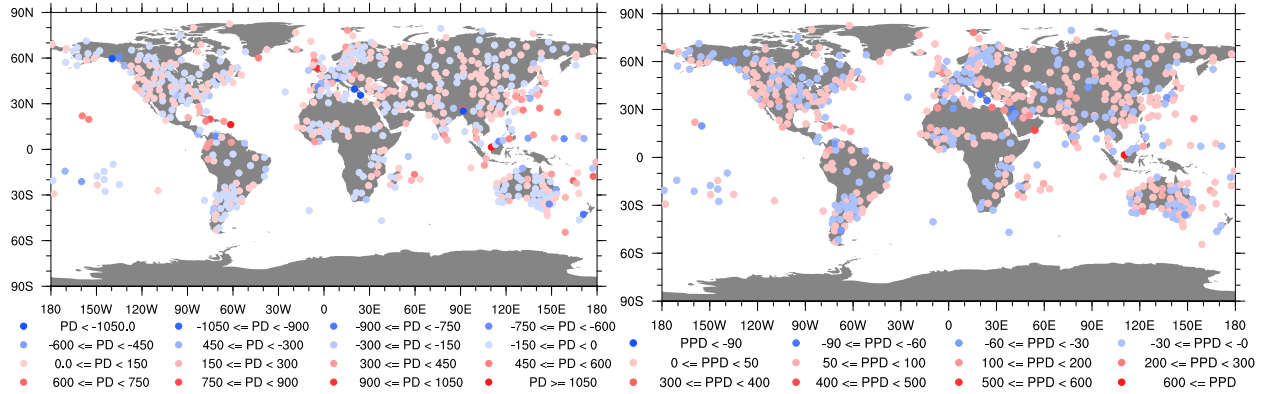 90N 90N
60N 60N
30N 30N
0 0
30S 30S
60S 60S
90S 90S
180 150W 120W 90W 60W 30W 0 30E 60E 90E 120E 150E 180 180 150W 120W 90W 60W 30W 0 30E 60E 90E 120E 150E 180
PD < -1050.0 -1050 <= PD < -900 -900 <= PD < -750 -750 <= PD < -600
-600 <= PD < -450 450 <= PD < -300 -300 <= PD < -150 -150 <= PD < 0
0.0 <= PD < 150 150 <= PD < 300 300 <= PD < 450 450 <= PD < 600
600 <= PD < 750 750 <= PD < 900 900 <= PD < 1050 PD >= 1050
PPD < -90 -90 <= PPD < -60 -60 <= PPD < -30 -30 <= PPD < -0
0 <= PPD < 50 50 <= PPD < 100 100 <= PPD < 200 200 <= PPD < 300
300 <= PPD < 400 400 <= PPD < 500 500 <= PPD < 600 600 <= PPD